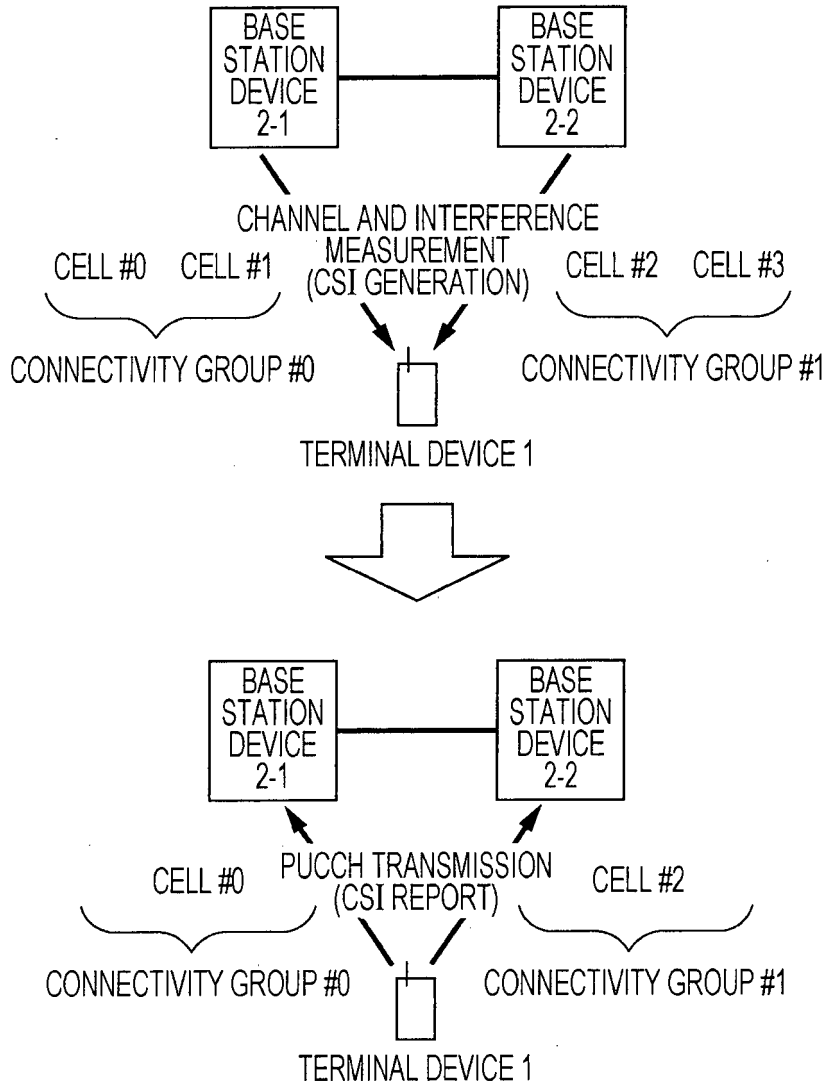 BASE
STATION
DEVICE
2-1
BASE
STATION
DEVICE
2-2
CHANNEL AND INTERFERENCE
MEASUREMENT
(CSI GENERATION)
CELL #0 CELL #1
CELL #2 CELL #3
CONNECTIVITY GROUP #0
CONNECTIVITY GROUP #1
TERMINAL DEVICE 1
BASE
STATION
DEVICE
2-1
BASE
STATION
DEVICE
2-2
PUCCH TRANSMISSION
(CSI REPORT)
CELL #0
CELL #2
CONNECTIVITY GROUP #0
CONNECTIVITY GROUP #1
TERMINAL DEVICE 1